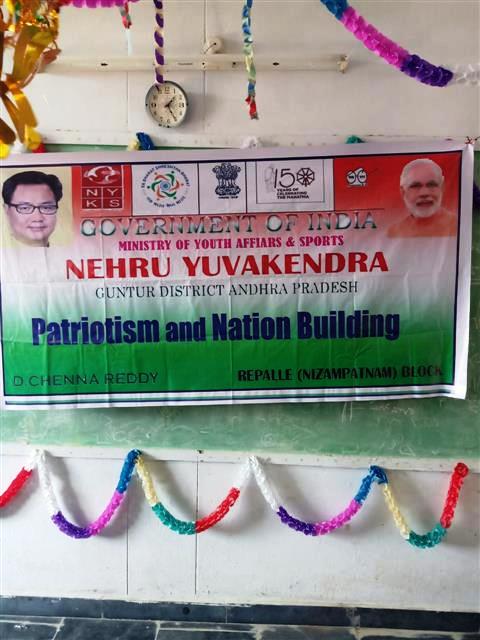 NYKS
150
YEARS OF
CELEBRATING
THE MAHATMA
GOVERNMENT OF INDIA
MINISTRY OF YOUTH AFFIARS & SPORTS
NEHRU YUVAKENDRA
GUNTUR DISTRICT ANDHRA PRADESH
Patriotism and Nation Building
D.CHENNA REDDY
REPALLE (NIZAMPATNAM) BLOCK